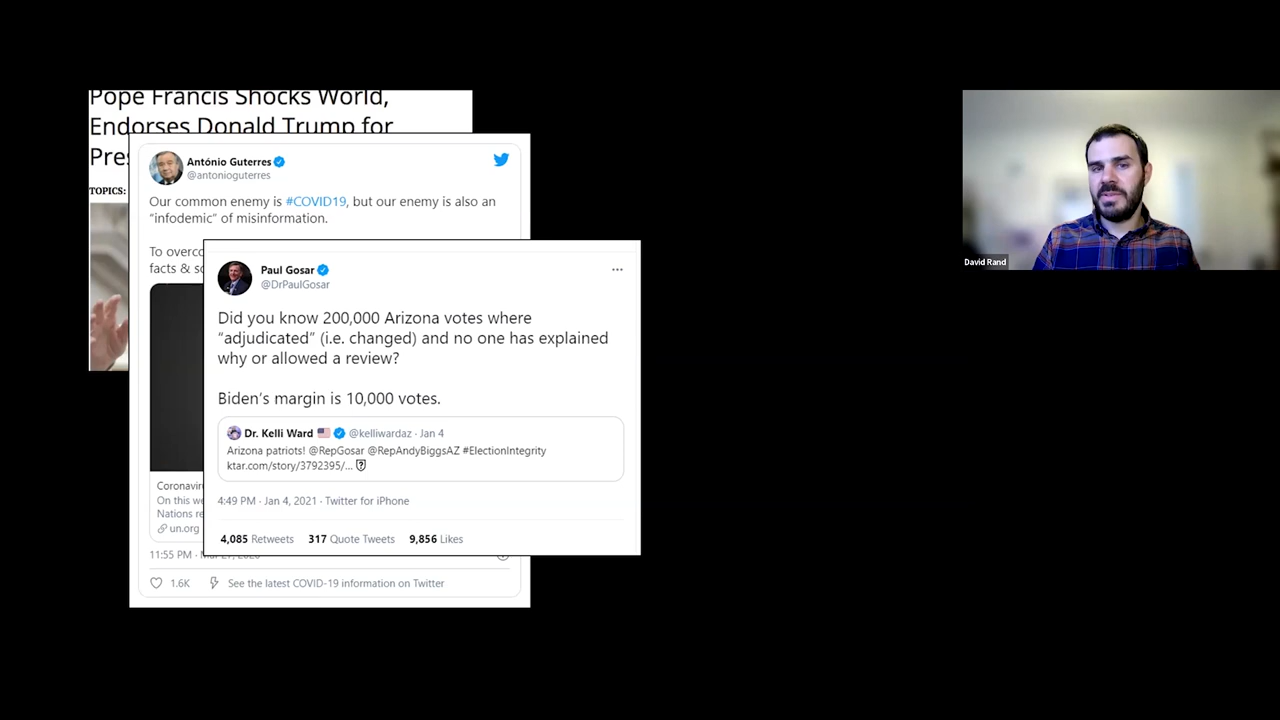 Pope Francis Shocks World,
Endorses Donald Trump for
Pres
TOPICS:
António Guterres
@antonioguterres
Our common enemy is #COVID19, but our enemy is also an
“infodemic” of misinformation.
To overco
facts & sc
Coronavir
On this we
Nations re
un.org
11:55 PM
1.6K See the latest COVID-19 information on Twitter
Paul Gosar
@DrPaulGosar
Did you know 200,000 Arizona votes where
“adjudicated” (i.e. changed) and no one has explained
why or allowed a review?
Biden’s margin is 10,000 votes.
Dr. Kelli Ward @kelliwardaz · Jan 4
Arizona patriots! @RepGosar @RepAndyBiggsAZ #ElectionIntegrity
ktar.com/story/3792395/...
4:49 PM · Jan 4, 2021 · Twitter for iPhone
4,085 Retweets 317 Quote Tweets 9,856 Likes
David Rand